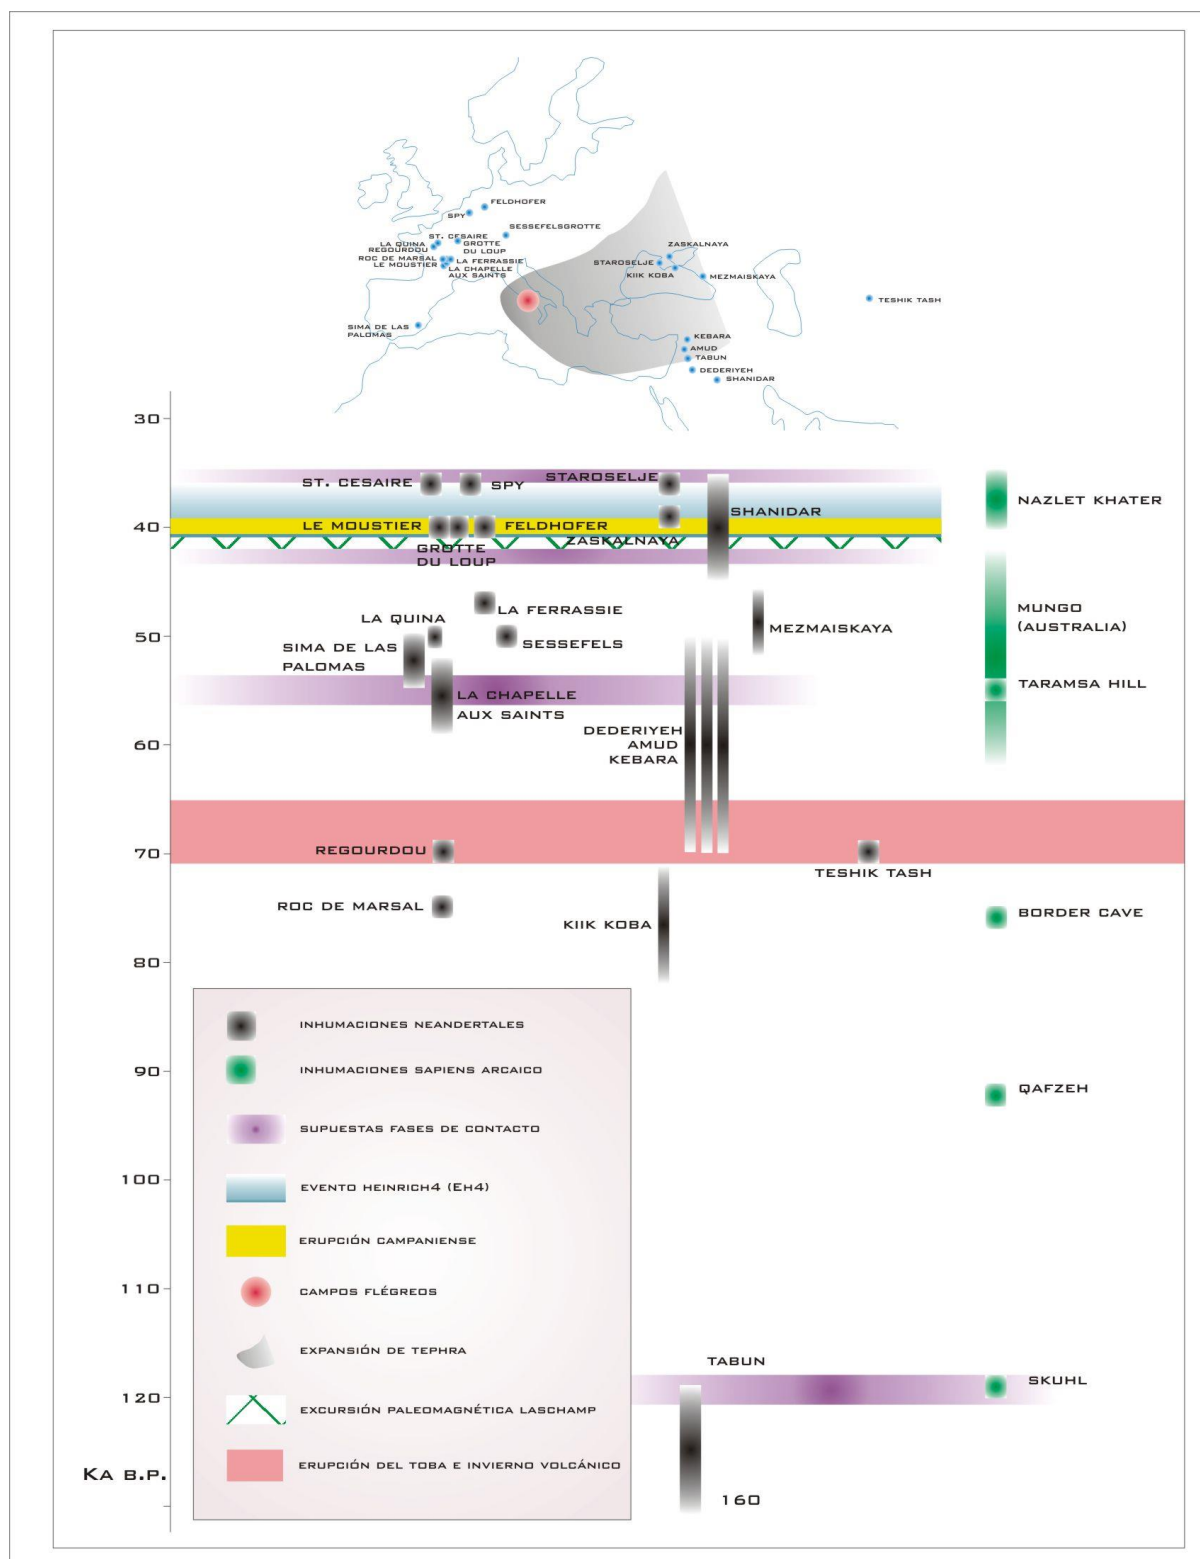 FELDHOFER
SPY
SESSEFELSGROTTE
ST. CESAIRE
LA QUINA
GROTTE
DU LOUP
REGOURDOU
ROC DE MARSAL
LA FERRASSIE
LE MOUSTIER
LA CHAPELLE
AUX SAINTS
ZASKALNAYA
STAROSELJE
KIIK KOBA
MEZMAISKAYA
TESHIK TASH
SIMA DE LAS
PALOMAS
KEBARA
AMUD
TABUN
DEDERIYEH
SHANIDAR
30
ST. CESAIRE
SPY
STAROSELJE
NAZLET KHATER
SHANIDAR
40
LE MOUSTIER
FELDHOFER
ZASKALNAYA
GROTTE
DU LOUP
LA FERRASSIE
LA QUINA
MUNGO
(AUSTRALIA)
MEZMAISKAYA
50
SESSEFELS
SIMA DE LAS
PALOMAS
TARAMSA HILL
LA CHAPELLE
AUX SAINTS
DEDERIYEH
AMUD
KEBARA
60
REGOURDOU
70
TESHIK TASH
ROC DE MARSAL
BORDER CAVE
KIIK KOBA
80
INHUMACIONES NEANDERTALES
INHUMACIONES SAPIENS ARCAICO
90
QAFZEH
SUPUESTAS FASES DE CONTACTO
100
EVENTO HEINRICH4 (EH4)
ERUPCIÓN CAMPANIENSE
110
CAMPOS FLÉGREOS
EXPANSIÓN DE TEPHRA
TABUN
SKUHL
120
EXCURSIÓN PALEOMAGNÉTICA LASCHAMP
ERUPCIÓN DEL TOBA E INVIERNO VOLCÁNICO
KA B.P.
160